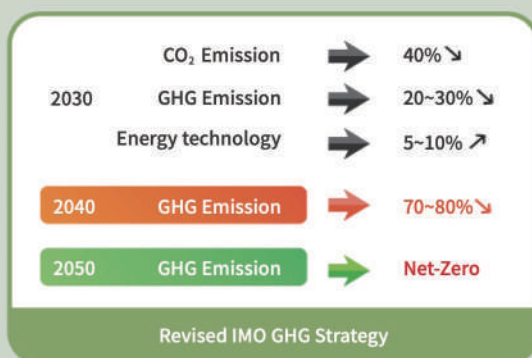 CO₂ Emission 40% ↘
2030 GHG Emission 20~30% ↘
Energy technology 5~10% ↗
2040 GHG Emission 70~80% ↘
2050 GHG Emission Net-Zero
Revised IMO GHG Strategy